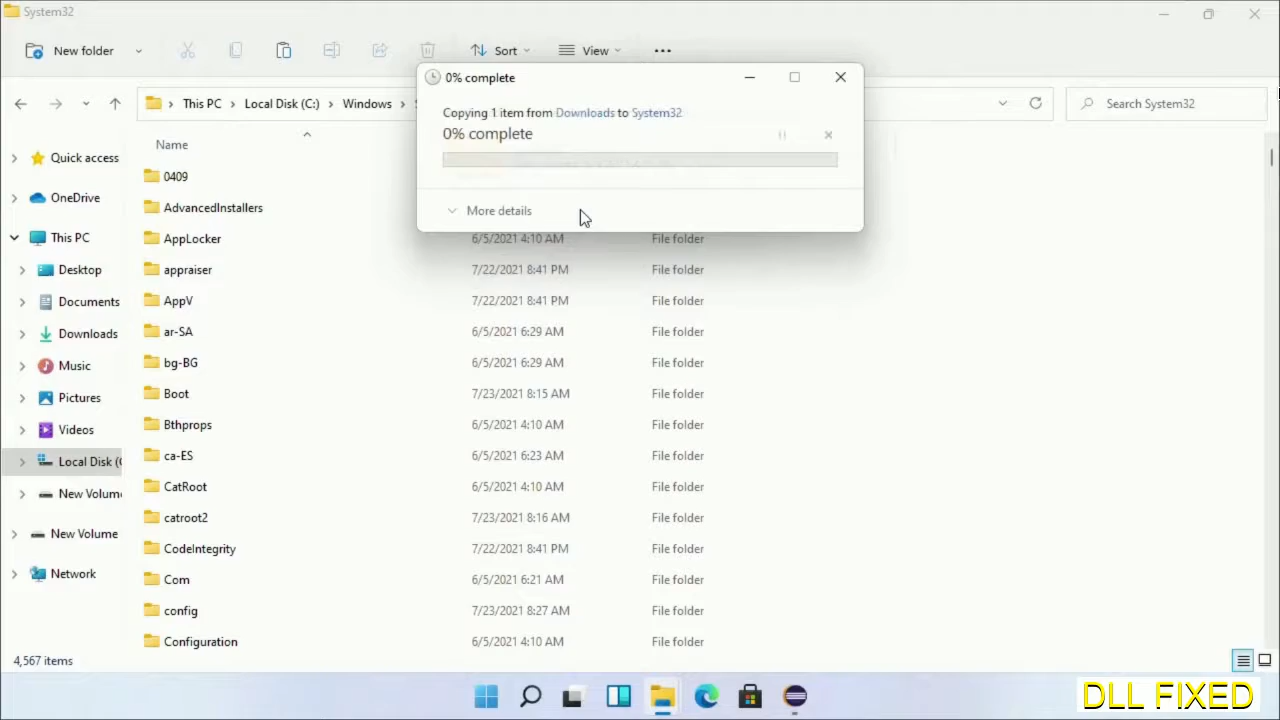 System32
New folder
Sort
View
0% complete
This PC
Local Disk (C:)
Windows
Search System32
Copying 1 item from Downloads to System32
0% complete
More details
Name
Quick access
OneDrive
This PC
Desktop
Documents
Downloads
Music
Pictures
Videos
Local Disk (C
New Volume
New Volume
Network
0409
AdvancedInstallers
AppLocker 6/5/2021 4:10 AM File folder
appraiser 7/22/2021 8:41 PM File folder
AppV 7/22/2021 8:41 PM File folder
ar-SA 6/5/2021 6:29 AM File folder
bg-BG 6/5/2021 6:29 AM File folder
Boot 7/23/2021 8:15 AM File folder
Bthprops 6/5/2021 4:10 AM File folder
ca-ES 6/5/2021 6:23 AM File folder
CatRoot 6/5/2021 4:10 AM File folder
catroot2 7/23/2021 8:16 AM File folder
CodeIntegrity 7/22/2021 8:41 PM File folder
Com 6/5/2021 6:21 AM File folder
config 7/23/2021 8:27 AM File folder
Configuration 6/5/2021 4:10 AM File folder
4,567 items
DLL FIXED